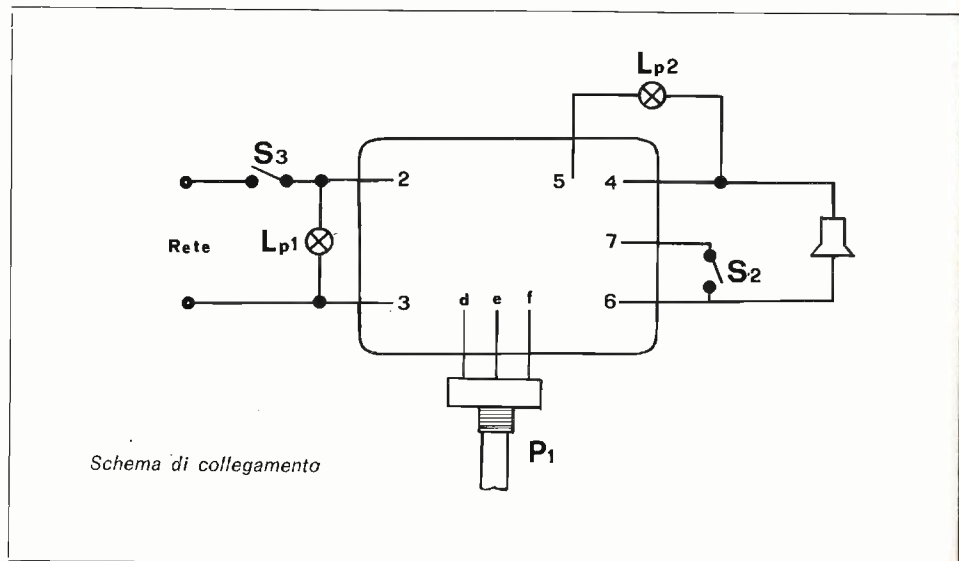 Lp2
S3
2
5
4
Rete
Lp1
7
S2
3
d e f
6
P1
Schema di collegamento